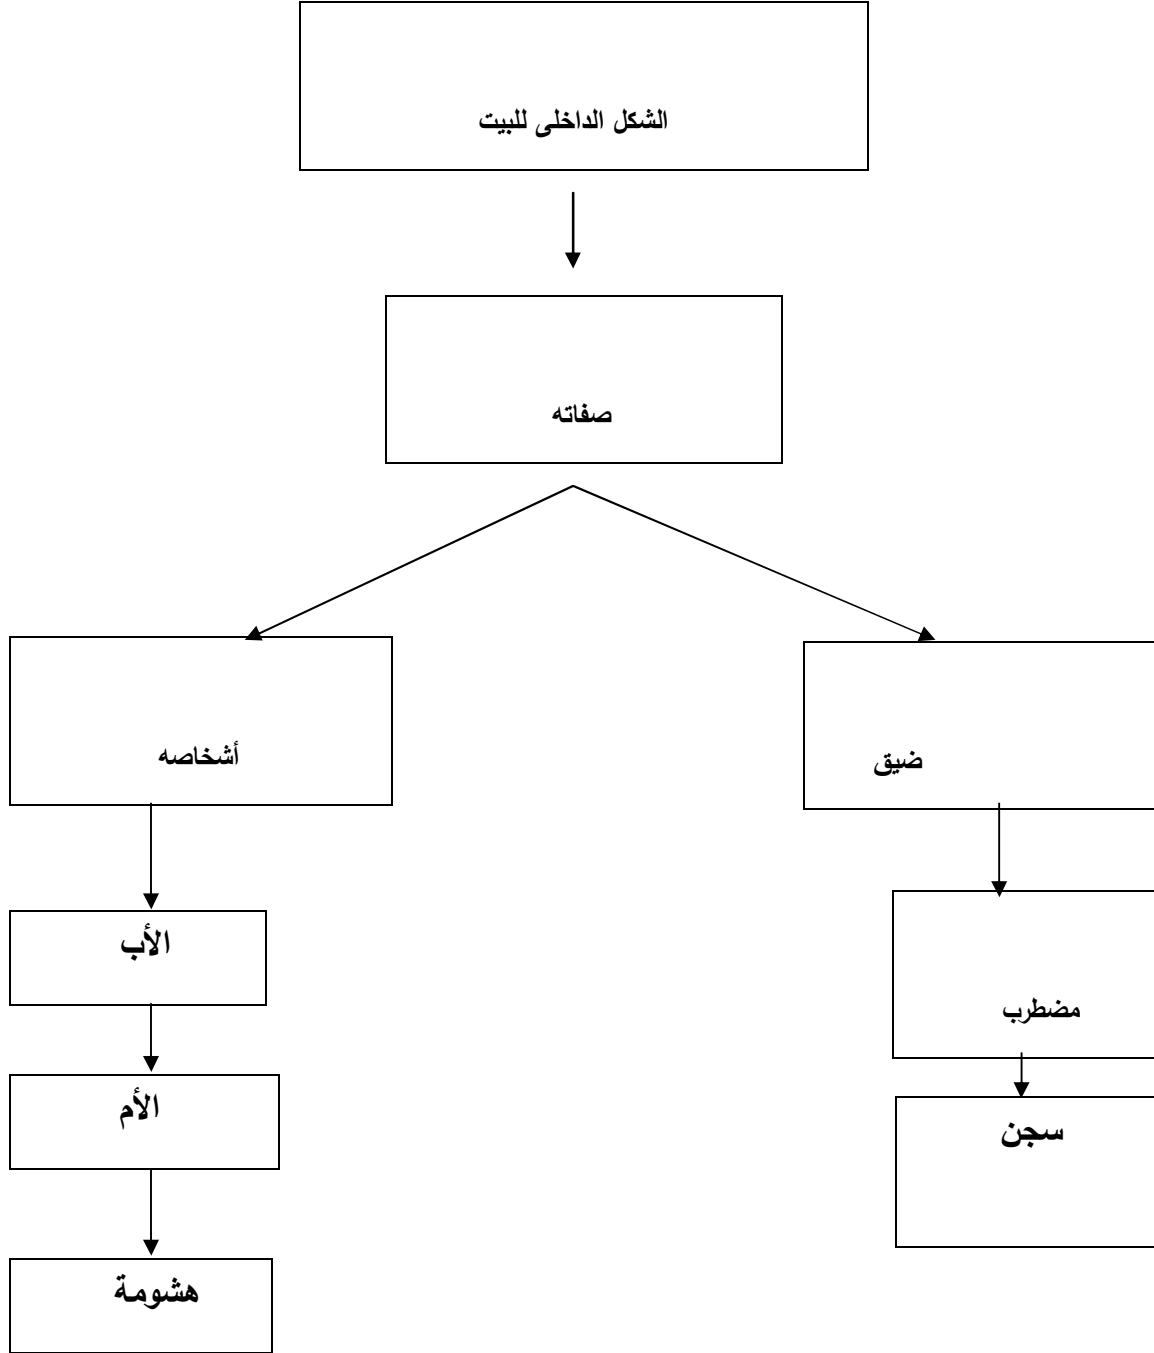 الشكل الداخلى للبيت
صفاته
ضيق
أشخاصه
مضطرب
سجن
الأب
الأم
هشومة